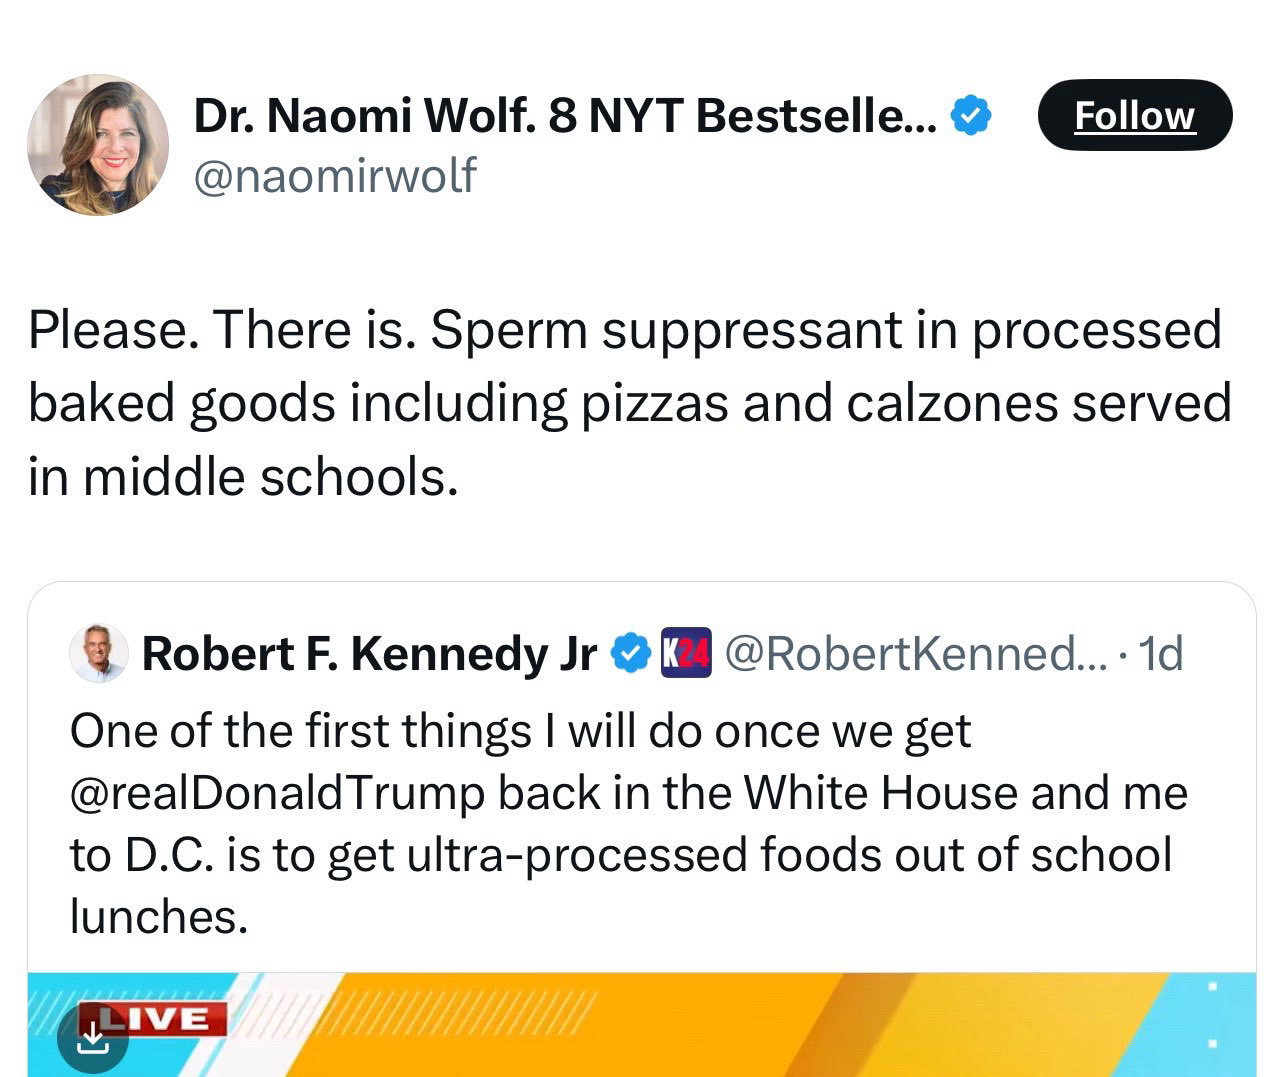 Dr. Naomi Wolf. 8 NYT Bestselle...
Follow
@naomirwolf
Please. There is. Sperm suppressant in processed
baked goods including pizzas and calzones served
in middle schools.
Robert F. Kennedy Jr K24 @RobertKenned... · 1d
One of the first things I will do once we get
@realDonaldTrump back in the White House and me
to D.C. is to get ultra-processed foods out of school
lunches.
LIVE